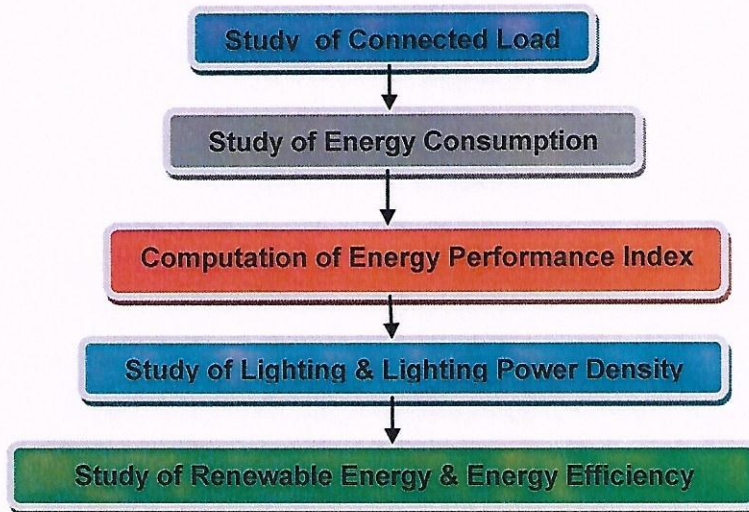 Study of Connected Load
Study of Energy Consumption
Computation of Energy Performance Index
Study of Lighting & Lighting Power Density
Study of Renewable Energy & Energy Efficiency